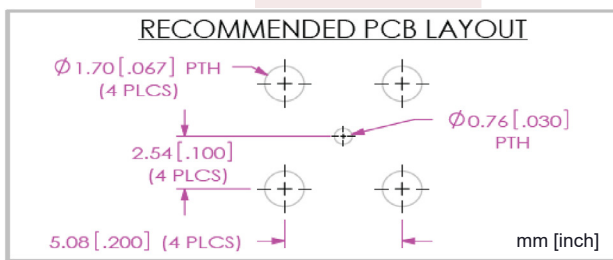 RECOMMENDED PCB LAYOUT
Ø1.70[.067] PTH
(4 PLCS)
Ø0.76[.030]
PTH
2.54[.100]
(4 PLCS)
5.08[.200] (4 PLCS)
mm [inch]